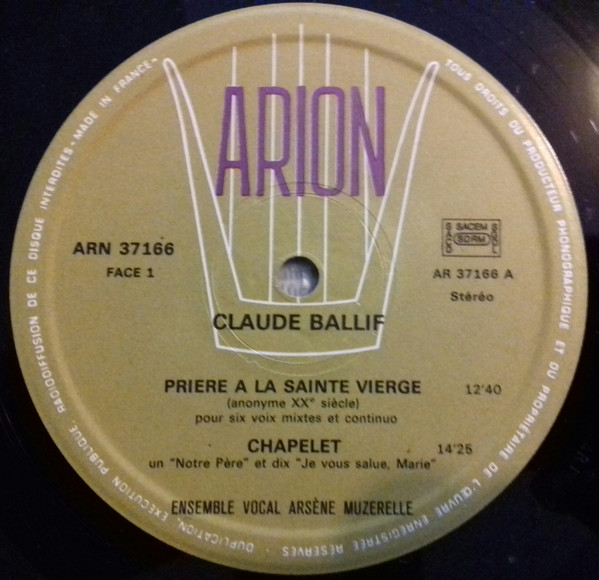 ARION
ARN 37166
FACE 1
SACEM
SACD SDRM SGDL
AR 37166 A
Stéréo
CLAUDE BALLIF
PRIERE A LA SAINTE VIERGE 12'40
(anonyme XXe siècle)
pour six voix mixtes et continuo
CHAPELET 14'25
un "Notre Père" et dix "Je vous salue, Marie"
ENSEMBLE VOCAL ARSÈNE MUZERELLE
TOUS DROITS DU PRODUCTEUR PHONOGRAPHIQUE ET DU PROPRIÉTAIRE DE L'ŒUVRE ENREGISTRÉE RÉSERVÉS · DUPLICATION, EXÉCUTION PUBLIQUE, RADIODIFFUSION DE CE DISQUE INTERDITES · MADE IN FRANCE ·